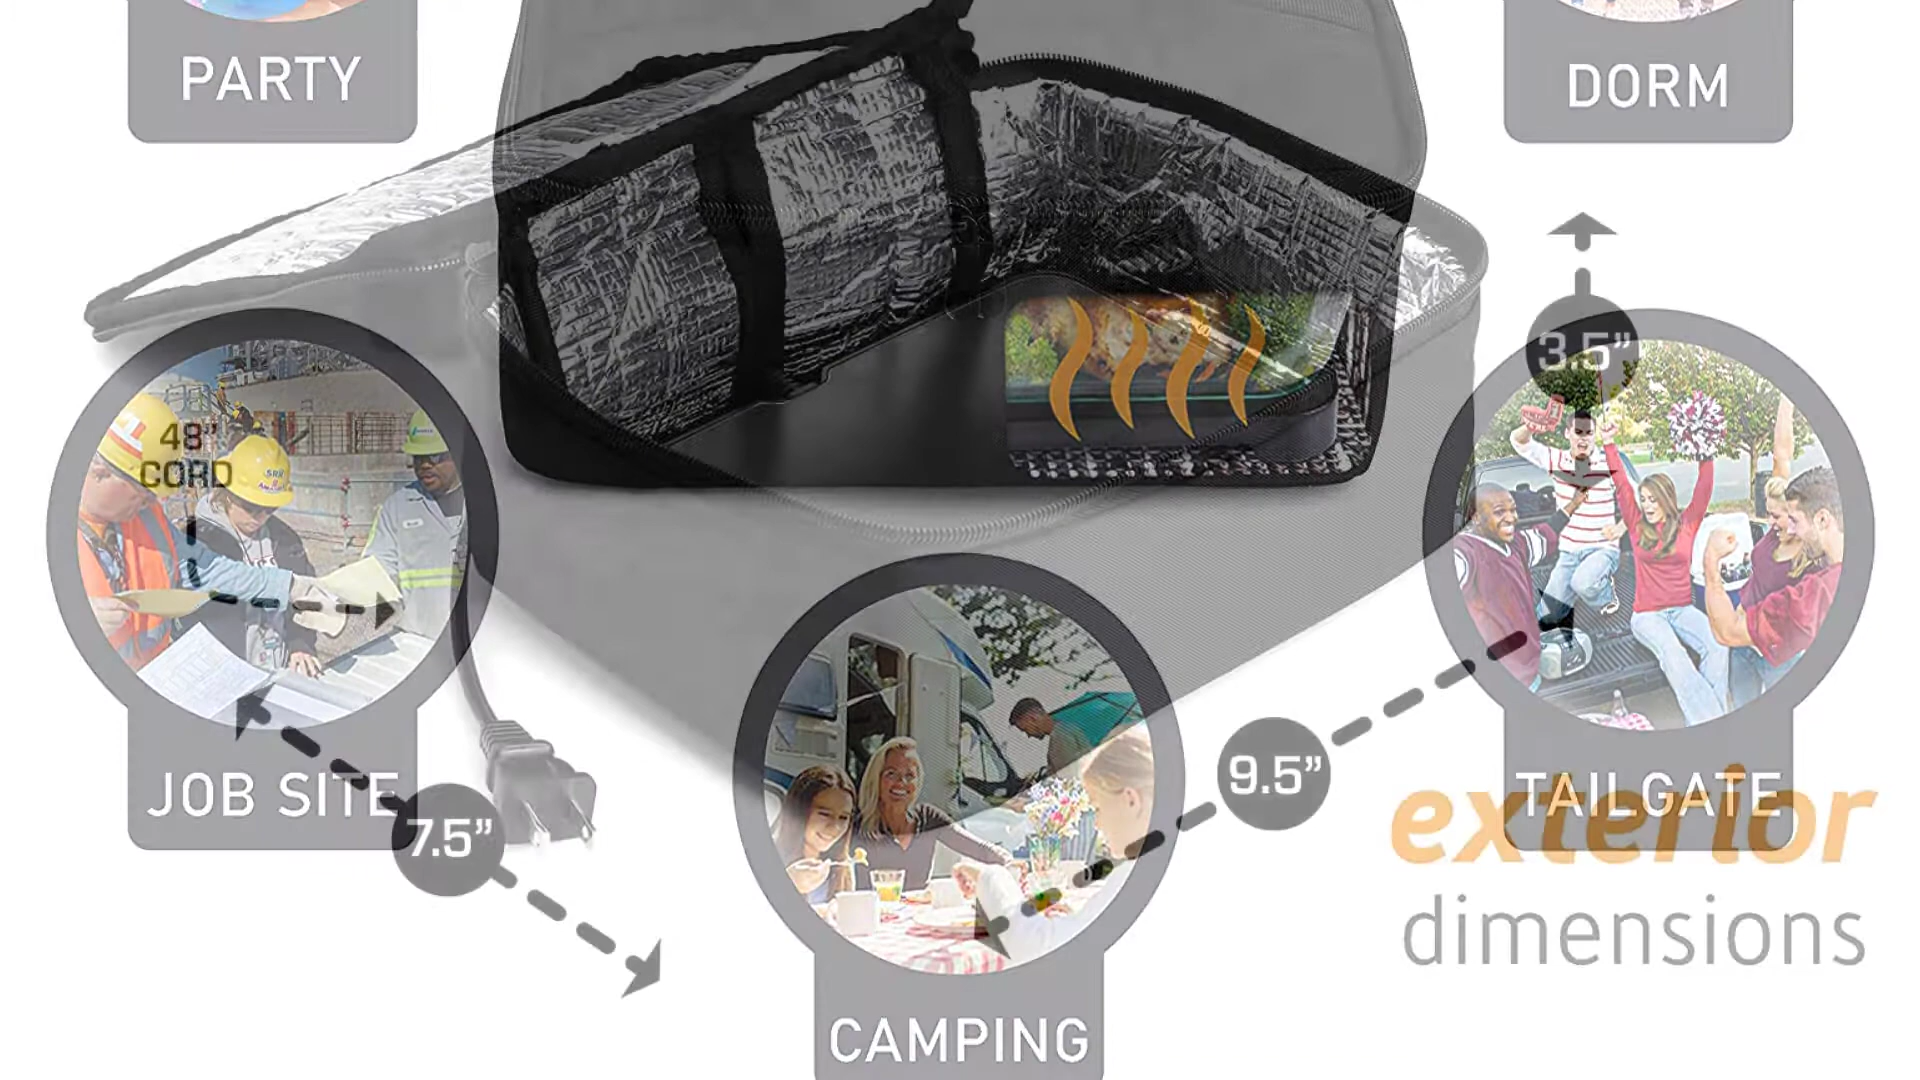 PARTY
DORM
3.5”
48”
CORD
JOB SITE
7.5”
9.5”
TAILGATE
exterior
dimensions
CAMPING